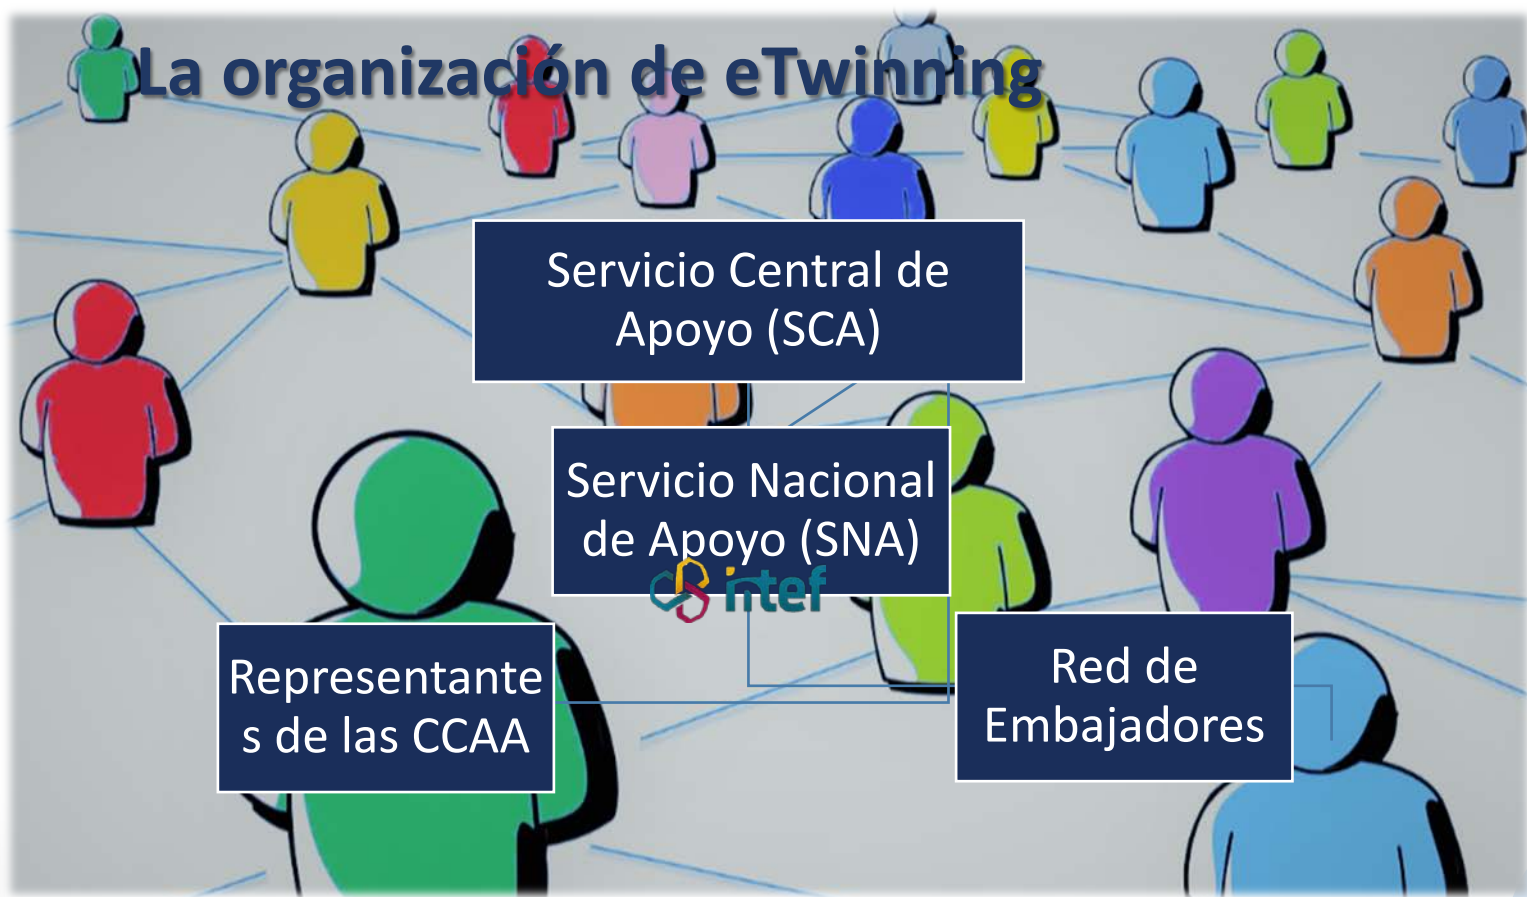 La organización de eTwinning
Servicio Central de
Apoyo (SCA)
Servicio Nacional
de Apoyo (SNA)
intef
Representante
s de las CCAA
Red de
Embajadores